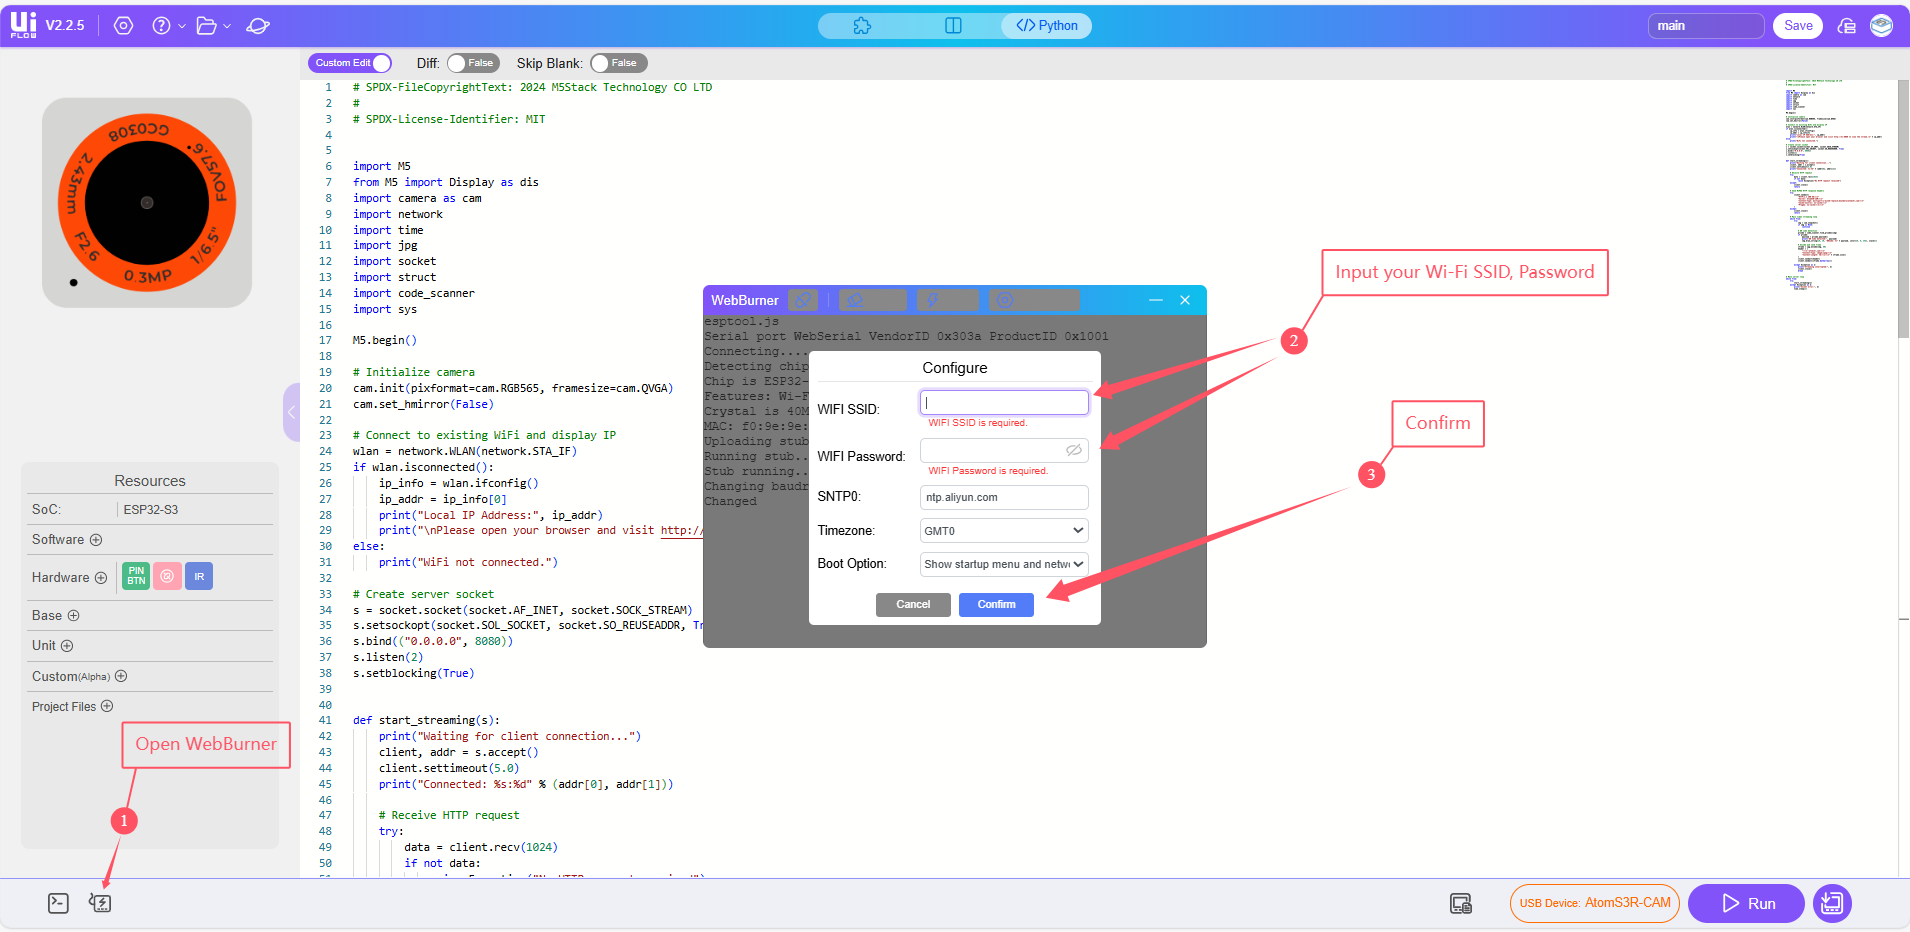 Ui FLOW V2.2.5
Python
main
Save
Custom Edit
Diff: False
Skip Blank: False
GC0308
FOV57.6°
1/6.5"
0.3MP
F2.6
2.43mm
Resources
SoC: ESP32-S3
Software
Hardware PIN BTN IR
Base
Unit
Custom(Alpha)
Project Files
Open WebBurner
1
1 # SPDX-FileCopyrightText: 2024 M5Stack Technology CO LTD
2 #
3 # SPDX-License-Identifier: MIT
4
5
6 import M5
7 from M5 import Display as dis
8 import camera as cam
9 import network
10 import time
11 import jpg
12 import socket
13 import struct
14 import code_scanner
15 import sys
16
17 M5.begin()
18
19 # Initialize camera
20 cam.init(pixformat=cam.RGB565, framesize=cam.QVGA)
21 cam.set_hmirror(False)
22
23 # Connect to existing WiFi and display IP
24 wlan = network.WLAN(network.STA_IF)
25 if wlan.isconnected():
26 ip_info = wlan.ifconfig()
27 ip_addr = ip_info[0]
28 print("Local IP Address:", ip_addr)
29 print("\nPlease open your browser and visit http://
30 else:
31 print("WiFi not connected.")
32
33 # Create server socket
34 s = socket.socket(socket.AF_INET, socket.SOCK_STREAM)
35 s.setsockopt(socket.SOL_SOCKET, socket.SO_REUSEADDR, Tr
36 s.bind(("0.0.0.0", 8080))
37 s.listen(2)
38 s.setblocking(True)
39
40
41 def start_streaming(s):
42 print("Waiting for client connection...")
43 client, addr = s.accept()
44 client.settimeout(5.0)
45 print("Connected: %s:%d" % (addr[0], addr[1]))
46
47 # Receive HTTP request
48 try:
49 data = client.recv(1024)
50 if not data:
WebBurner
esptool.js
Serial port WebSerial VendorID 0x303a ProductID 0x1001
Connecting....
Detecting chip
Chip is ESP32-
Features: Wi-F
Crystal is 40M
MAC: f0:9e:9e:
Uploading stub
Running stub..
Stub running..
Changing baudr
Changed
Configure
WIFI SSID:
WIFI SSID is required.
WIFI Password:
WIFI Password is required.
SNTP0: ntp.aliyun.com
Timezone: GMT0
Boot Option: Show startup menu and netw
Cancel Confirm
Input your Wi-Fi SSID, Password
2
Confirm
3
USB Device: AtomS3R-CAM
Run